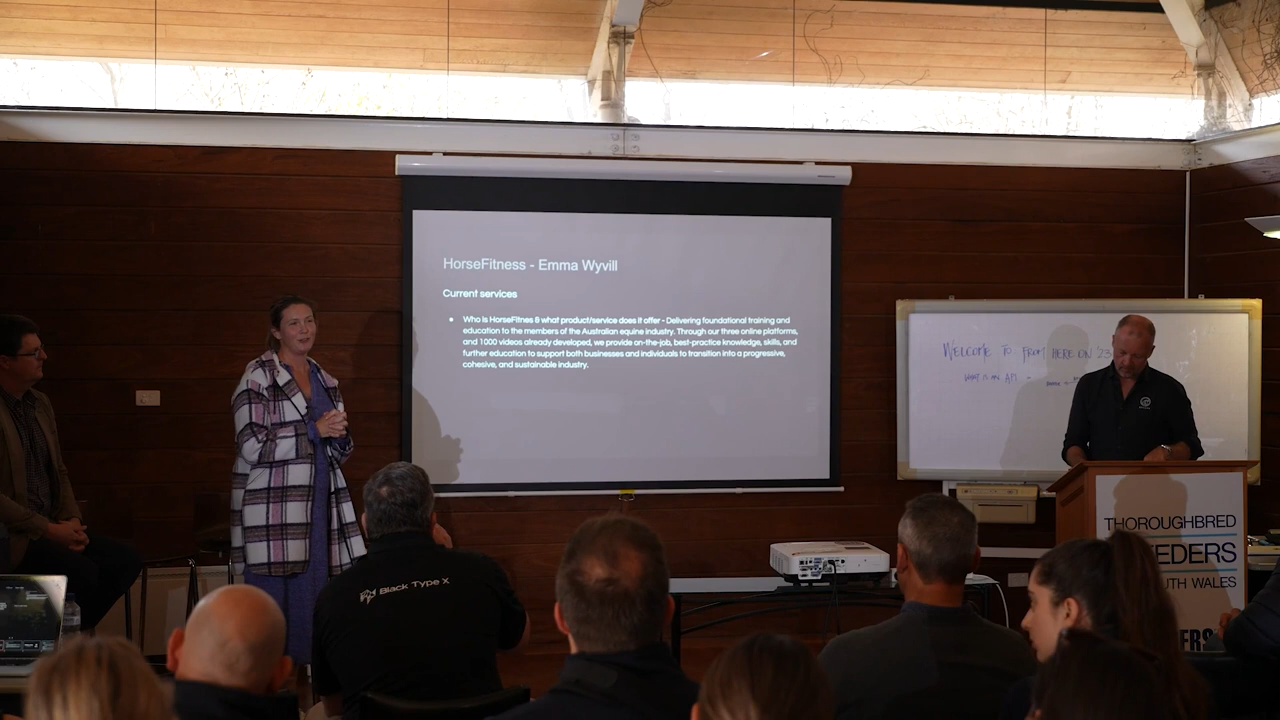 HorseFitness - Emma Wyvill
Current services
● Who is HorseFitnes & what product/service does it offer - Delivering foundational training and
education to the members of the Australian equine industry. Through our three online platforms,
and 1000 videos already developed, we provide on-the-job, best-practice knowledge, skills, and
further education to support both businesses and individuals to transition into a progressive,
cohesive, and sustainable industry.
WELCOME TO FROM HERE ON '23
WHAT IS AN API -
Black Type X
THOROUGHBRED
EEDERS
UTH WALES
ERS